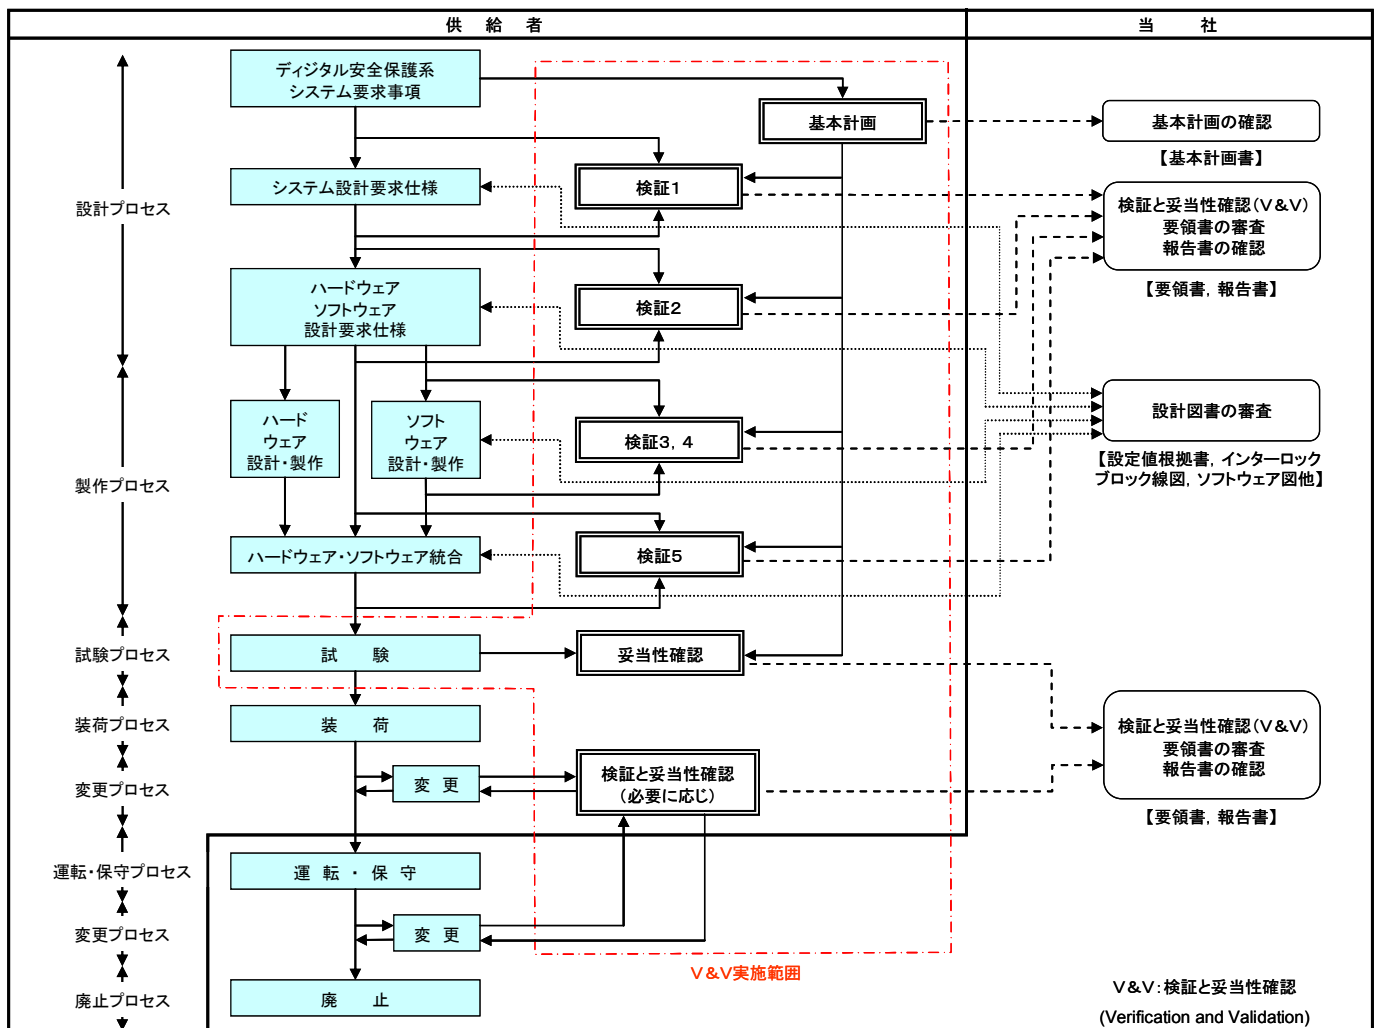 供 給 者
当 社
ディジタル安全保護系
システム要求事項
基本計画
基本計画の確認
【基本計画書】
設計プロセス
システム設計要求仕様
検証1
検証と妥当性確認(V&V)
要領書の審査
報告書の確認
【要領書, 報告書】
ハードウェア
ソフトウェア
設計要求仕様
検証2
製作プロセス
ハード
ウェア
設計・製作
ソフト
ウェア
設計・製作
検証3, 4
設計図書の審査
【設定値根拠書, インターロック
ブロック線図, ソフトウェア図他】
ハードウェア・ソフトウェア統合
検証5
試験プロセス
試 験
妥当性確認
装荷プロセス
装 荷
検証と妥当性確認(V&V)
要領書の審査
報告書の確認
【要領書, 報告書】
変更プロセス
変 更
検証と妥当性確認
(必要に応じ)
運転・保守プロセス
運 転 ・ 保 守
変更プロセス
変 更
V&V実施範囲
廃止プロセス
廃 止
V&V:検証と妥当性確認
(Verification and Validation)